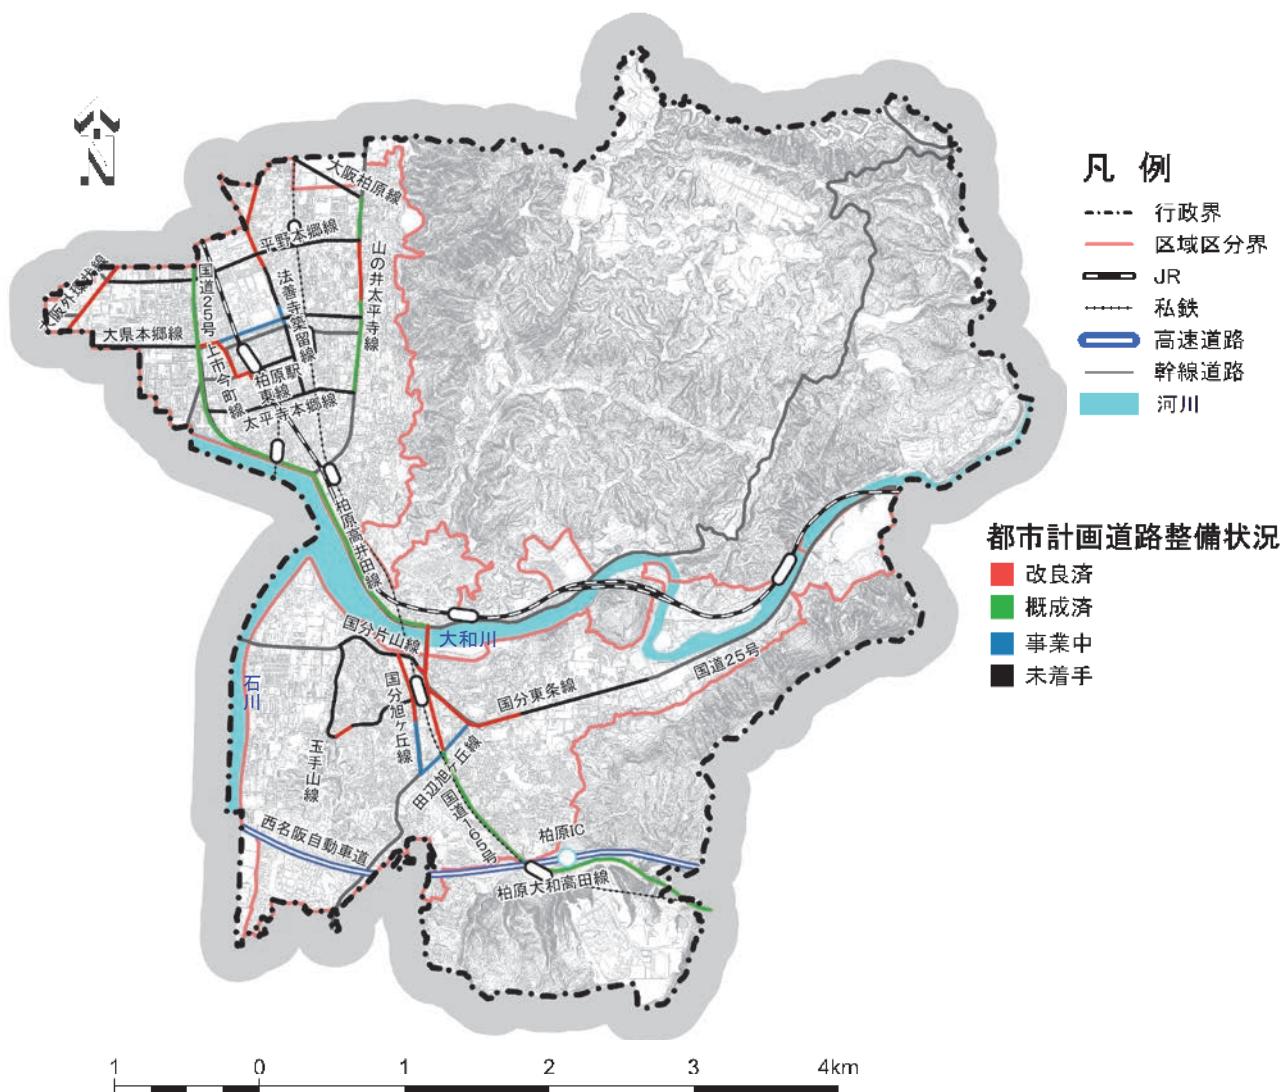 N
大阪柏原線
平野本郷線
国道25号
法善寺築留線
山の井太平寺線
大阪外環状線
大県本郷線
上市今町線
柏原駅東線
太平寺本郷線
柏原高井田線
国分片山線
大和川
石川
国分旭ヶ丘線
国分東条線
国道25号
玉手山線
田辺旭ヶ丘線
国道165号
西名阪自動車道
柏原IC
柏原大和高田線
凡例
行政界
区域区分界
JR
私鉄
高速道路
幹線道路
河川
都市計画道路整備状況
改良済
概成済
事業中
未着手
1 0 1 2 3 4km